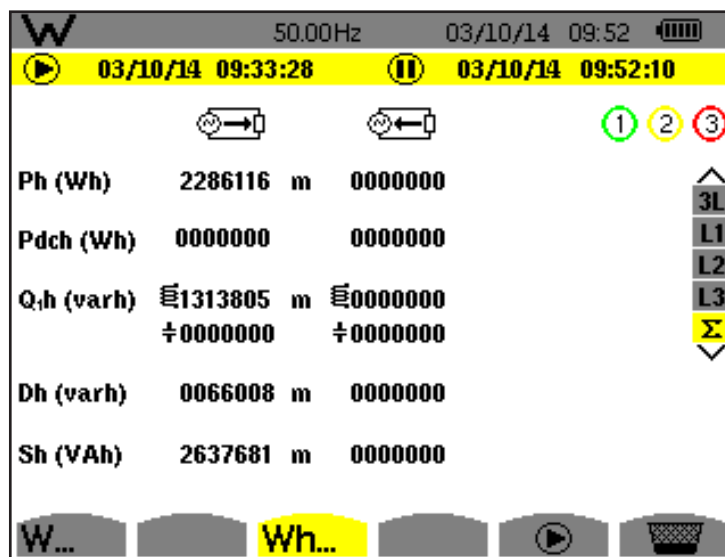 W 50.00Hz 03/10/14 09:52
03/10/14 09:33:28 03/10/14 09:52:10
1 2 3
Ph (Wh) 2286116 m 0000000
3L
Pdch (Wh) 0000000 0000000
L1
L2
Q₁h (varh) 1313805 m 0000000
L3
0000000 0000000
Σ
Dh (varh) 0066008 m 0000000
Sh (VAh) 2637681 m 0000000
W... Wh...